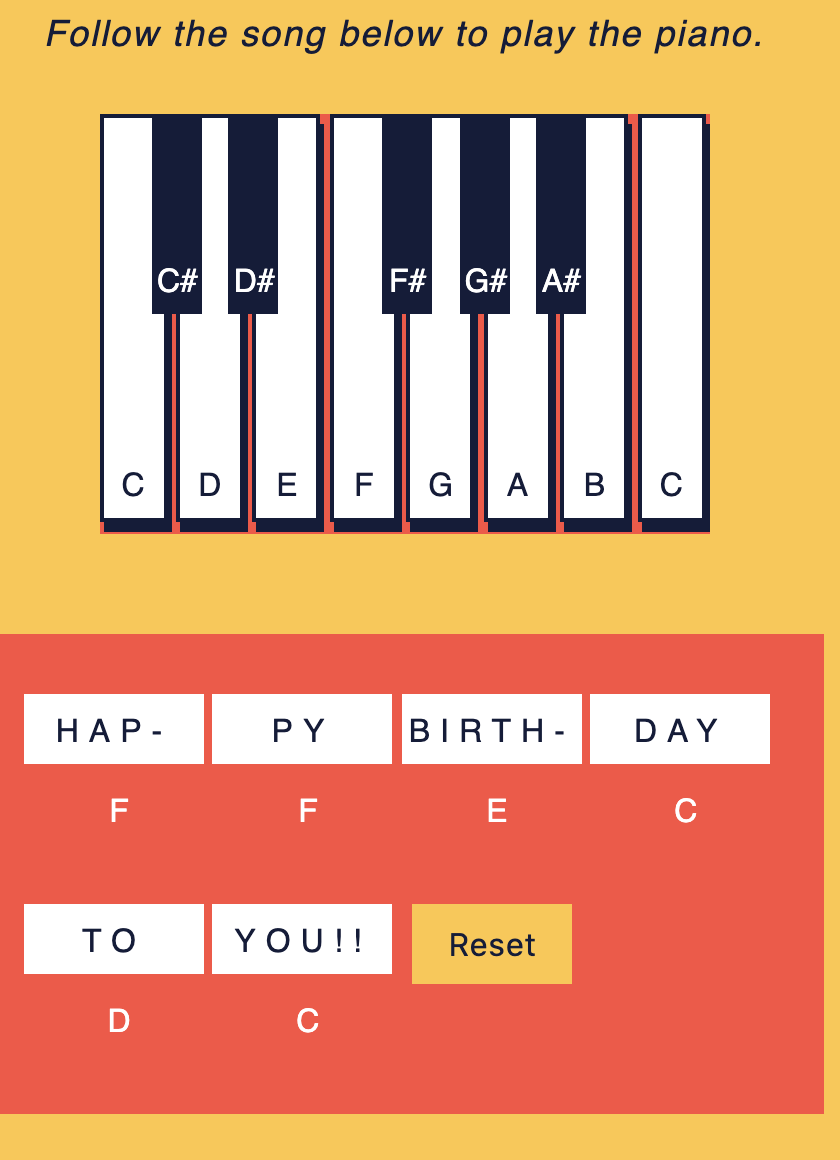 Follow the song below to play the piano.
C# D# F# G# A#
C D E F G A B C
HAP- PY BIRTH- DAY
F F E C
TO YOU!! Reset
D C